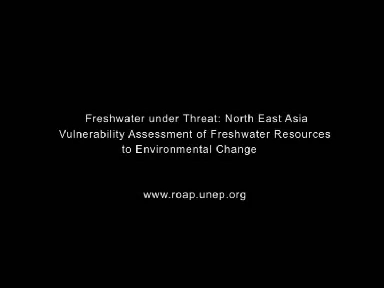 Freshwater under Threat: North East Asia
Vulnerability Assessment of Freshwater Resources
to Environmental Change
www.roap.unep.org